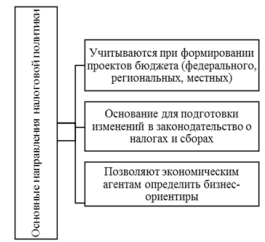 Основные направления налоговой политики
Учитываются при формировании
проектов бюджета (федерального,
региональных, местных)
Основание для подготовки
изменений в законодательство о
налогах и сборах
Позволяют экономическим
агентам определить бизнес-
ориентиры